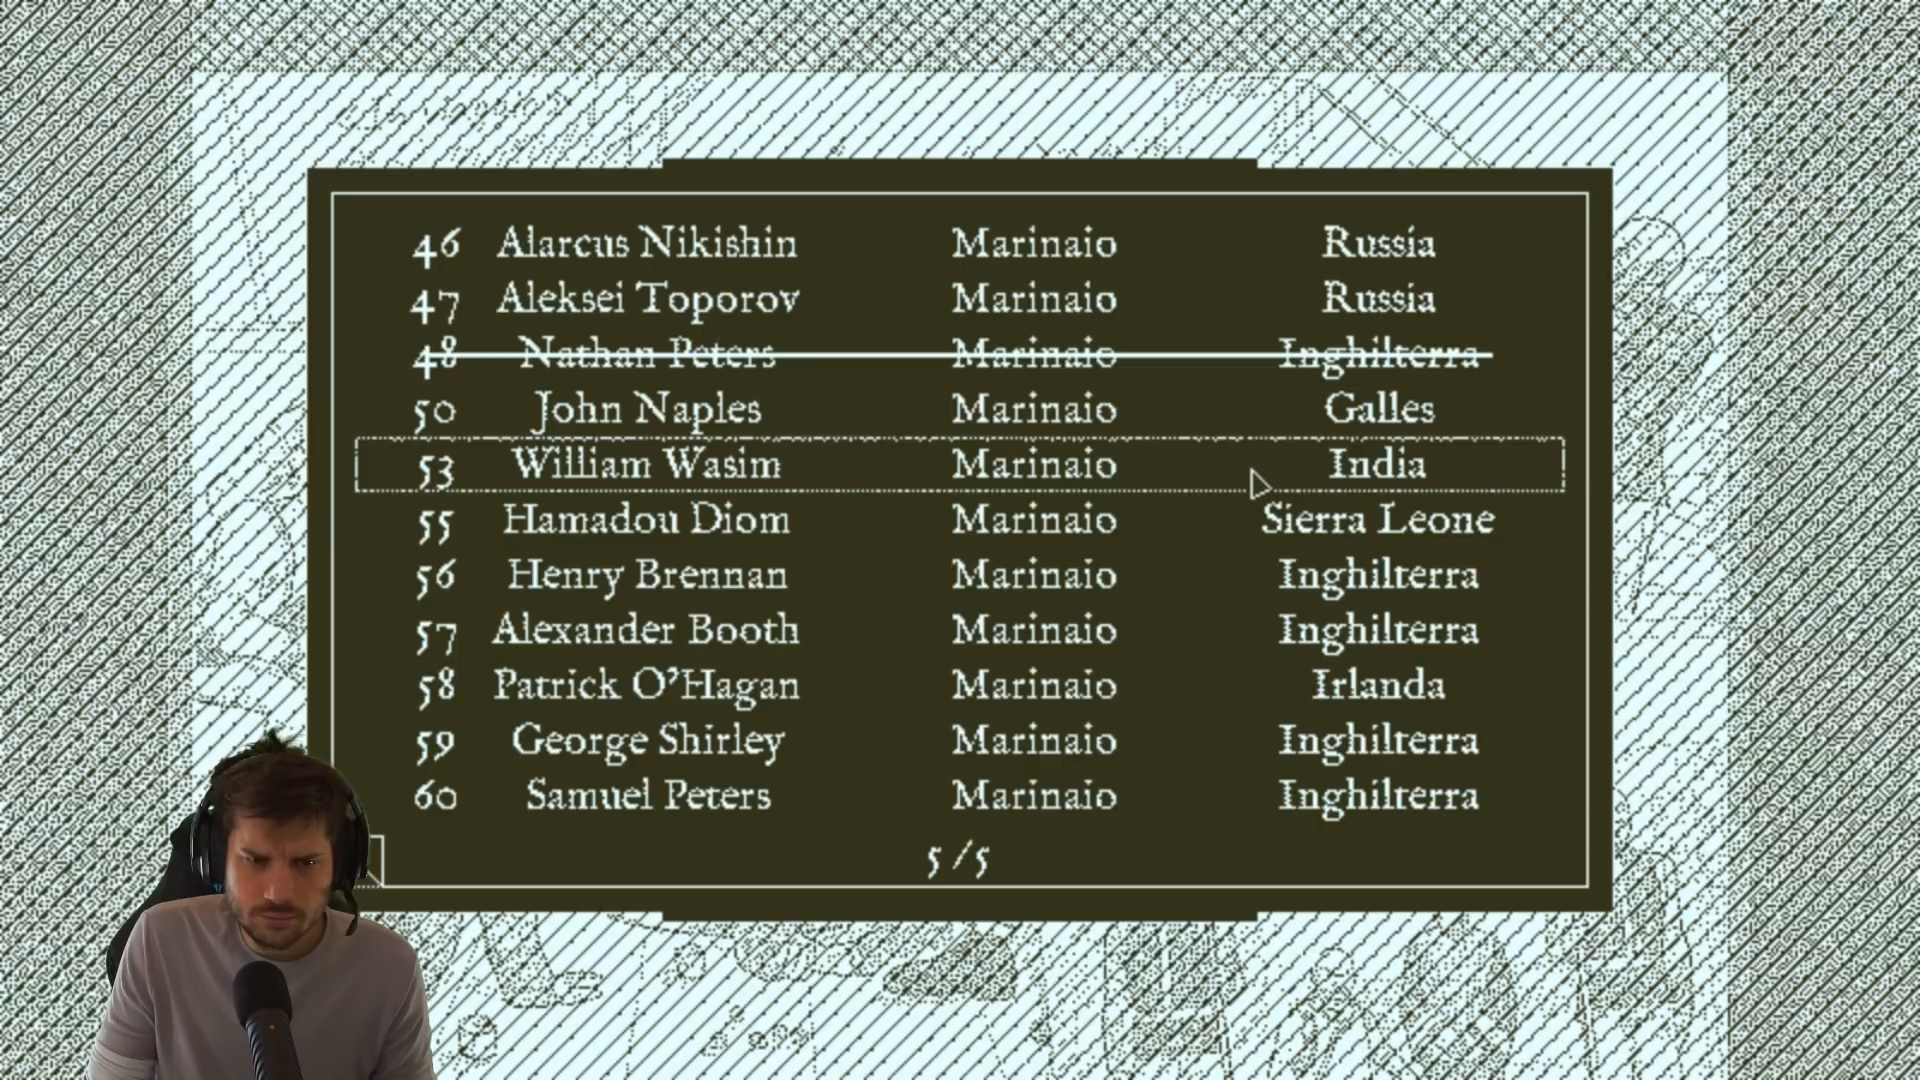 46 Alarcus Nikishin Marinaio Russia
47 Aleksei Toporov Marinaio Russia
48 Nathan Peters Marinaio Inghilterra
50 John Naples Marinaio Galles
53 William Wasim Marinaio India
55 Hamadou Diom Marinaio Sierra Leone
56 Henry Brennan Marinaio Inghilterra
57 Alexander Booth Marinaio Inghilterra
58 Patrick O'Hagan Marinaio Irlanda
59 George Shirley Marinaio Inghilterra
60 Samuel Peters Marinaio Inghilterra
5/5